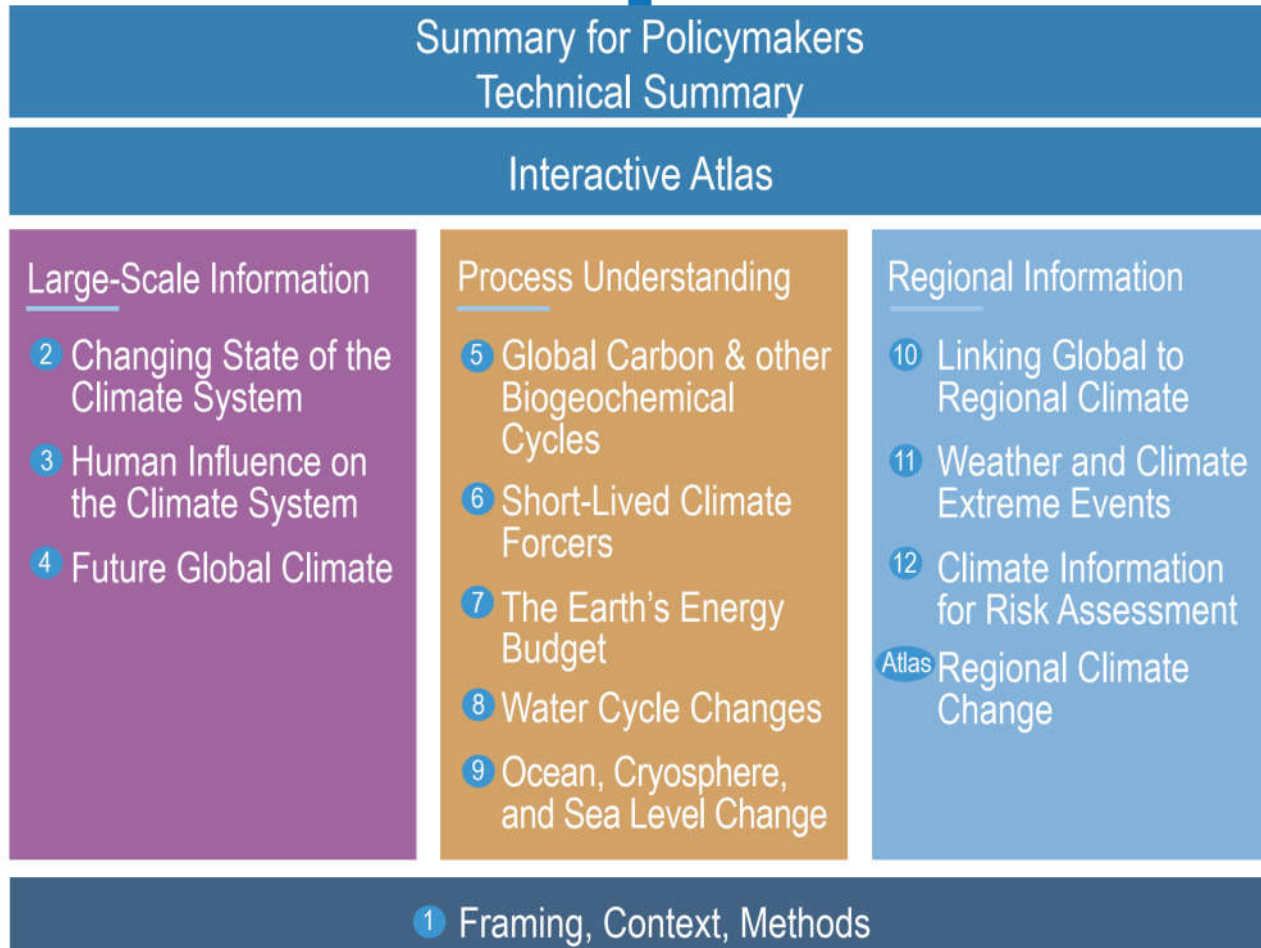 Summary for Policymakers
Technical Summary
Interactive Atlas
Large-Scale Information
2 Changing State of the
Climate System
3 Human Influence on
the Climate System
4 Future Global Climate
Process Understanding
5 Global Carbon & other
Biogeochemical
Cycles
6 Short-Lived Climate
Forcers
7 The Earth's Energy
Budget
8 Water Cycle Changes
9 Ocean, Cryosphere,
and Sea Level Change
Regional Information
10 Linking Global to
Regional Climate
11 Weather and Climate
Extreme Events
12 Climate Information
for Risk Assessment
Atlas Regional Climate
Change
1 Framing, Context, Methods